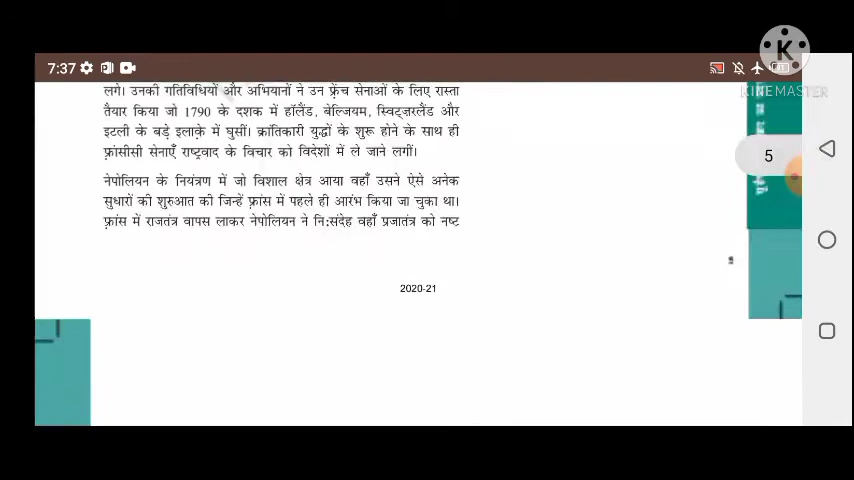 7:37
KINEMASTER
लगे। उनकी गतिविधियों और अभियानों ने उन फ़्रेंच सेनाओं के लिए रास्ता
तैयार किया जो 1790 के दशक में हॉलैंड, बेल्जियम, स्विट्ज़रलैंड और
इटली के बड़े इलाक़े में घुसीं। क्रांतिकारी युद्धों के शुरू होने के साथ ही
फ़्रांसीसी सेनाएँ राष्ट्रवाद के विचार को विदेशों में ले जाने लगीं।
5
नेपोलियन के नियंत्रण में जो विशाल क्षेत्र आया वहाँ उसने ऐसे अनेक
सुधारों की शुरुआत की जिन्हें फ़्रांस में पहले ही आरंभ किया जा चुका था।
फ़्रांस में राजतंत्र वापस लाकर नेपोलियन ने नि:संदेह वहाँ प्रजातंत्र को नष्ट
2020-21